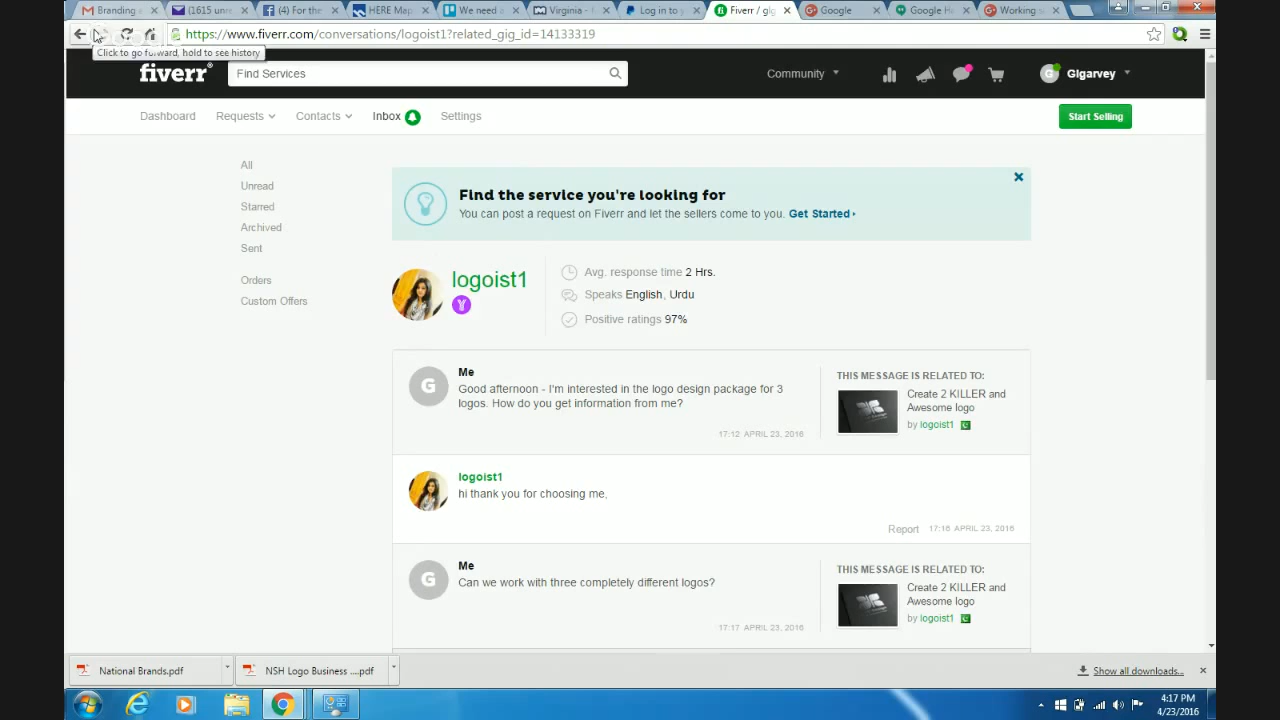 Branding
(1615 unre
(4) For the
HERE Map
We need
Virginia -
Log in to y
Fiverr / gig
Google
Google He
Working s
https://www.fiverr.com/conversations/logoist1?related_gig_id=14133319
Click to go forward, hold to see history
fiverr
Find Services
Community
G
Glgarvey
Dashboard
Requests
Contacts
Inbox
Settings
Start Selling
All
Unread
Starred
Archived
Sent
Orders
Custom Offers
Find the service you're looking for
You can post a request on Fiverr and let the sellers come to you. Get Started
logoist1
Avg. response time 2 Hrs.
Speaks English, Urdu
Positive ratings 97%
G
Me
Good afternoon - I'm interested in the logo design package for 3
logos. How do you get information from me?
17:12 APRIL 23, 2016
THIS MESSAGE IS RELATED TO:
Create 2 KILLER and
Awesome logo
by logoist1
logoist1
hi thank you for choosing me,
Report 17:16 APRIL 23, 2016
G
Me
Can we work with three completely different logos?
17:17 APRIL 23, 2016
THIS MESSAGE IS RELATED TO:
Create 2 KILLER and
Awesome logo
by logoist1
National Brands.pdf
NSH Logo Business ....pdf
Show all downloads...
4:17 PM
4/23/2016